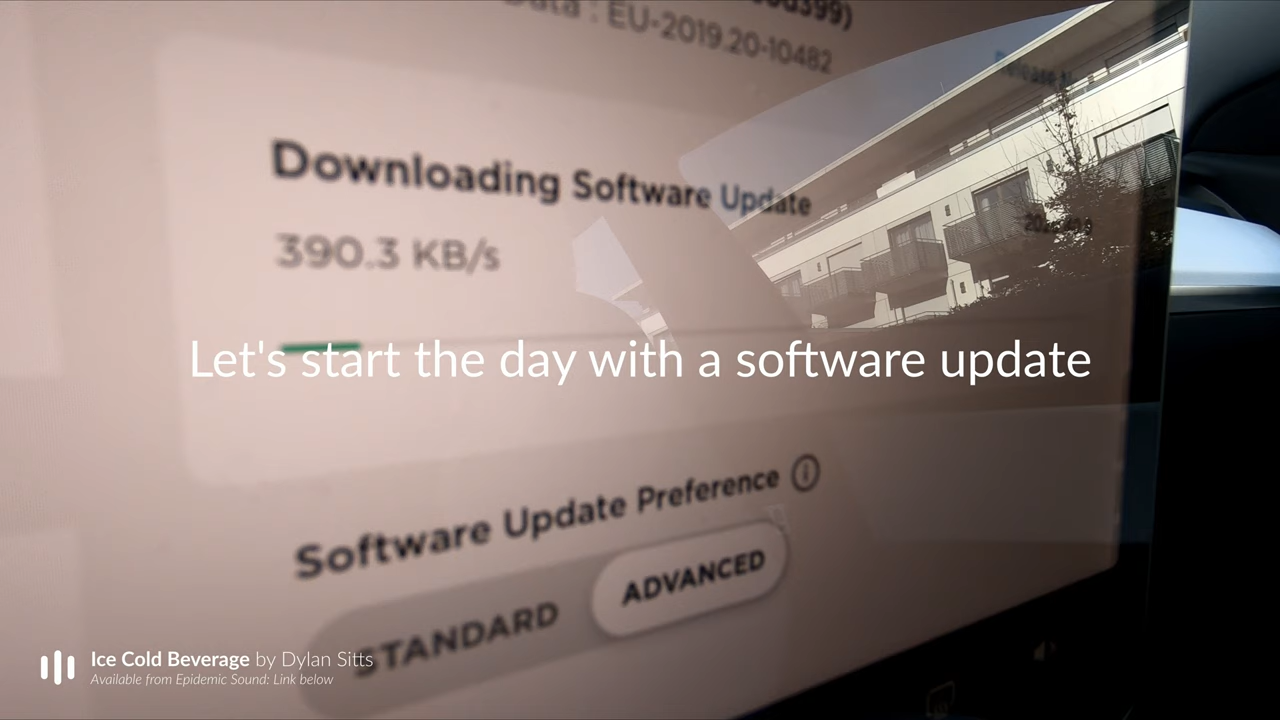 Data : EU-2019.20-10482
Downloading Software Update
390.3 KB/s
Let's start the day with a software update
Software Update Preference
STANDARD ADVANCED
Ice Cold Beverage by Dylan Sitts
Available from Epidemic Sound: Link below